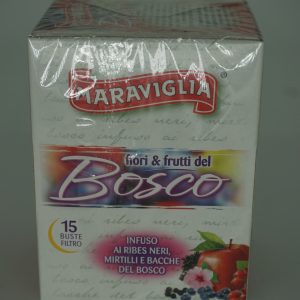 MARAVIGLIA®
fiori & frutti del
Bosco
15
BUSTE
FILTRO
INFUSO
AI RIBES NERI,
MIRTILLI E BACCHE
DEL BOSCO